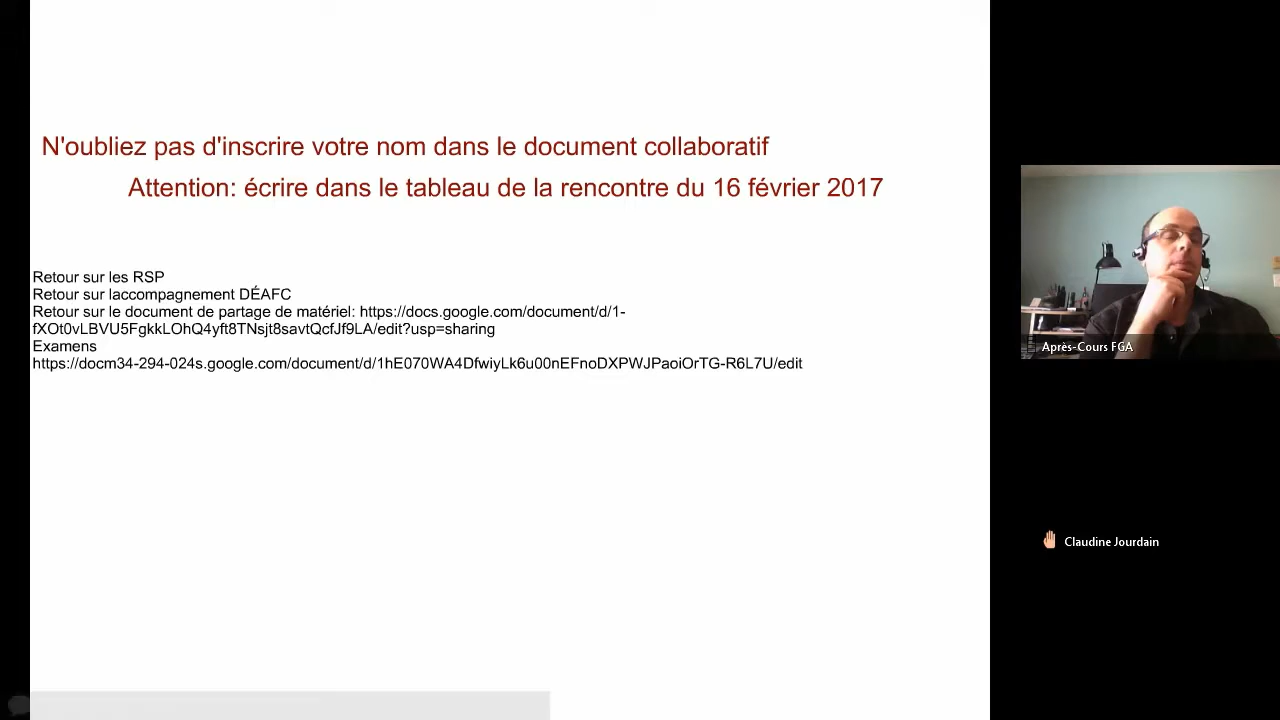 N'oubliez pas d'inscrire votre nom dans le document collaboratif
Attention: écrire dans le tableau de la rencontre du 16 février 2017
Retour sur les RSP
Retour sur laccompagnement DÉAFC
Retour sur le document de partage de matériel: https://docs.google.com/document/d/1-
fXOt0vLBVU5FgkkLOhQ4yft8TNsjt8savtQcfJf9LA/edit?usp=sharing
Examens
https://docm34-294-024s.google.com/document/d/1hE070WA4DfwiyLk6u00nEFnoDXPWJPaoiOrTG-R6L7U/edit
Après-Cours FGA
Claudine Jourdain